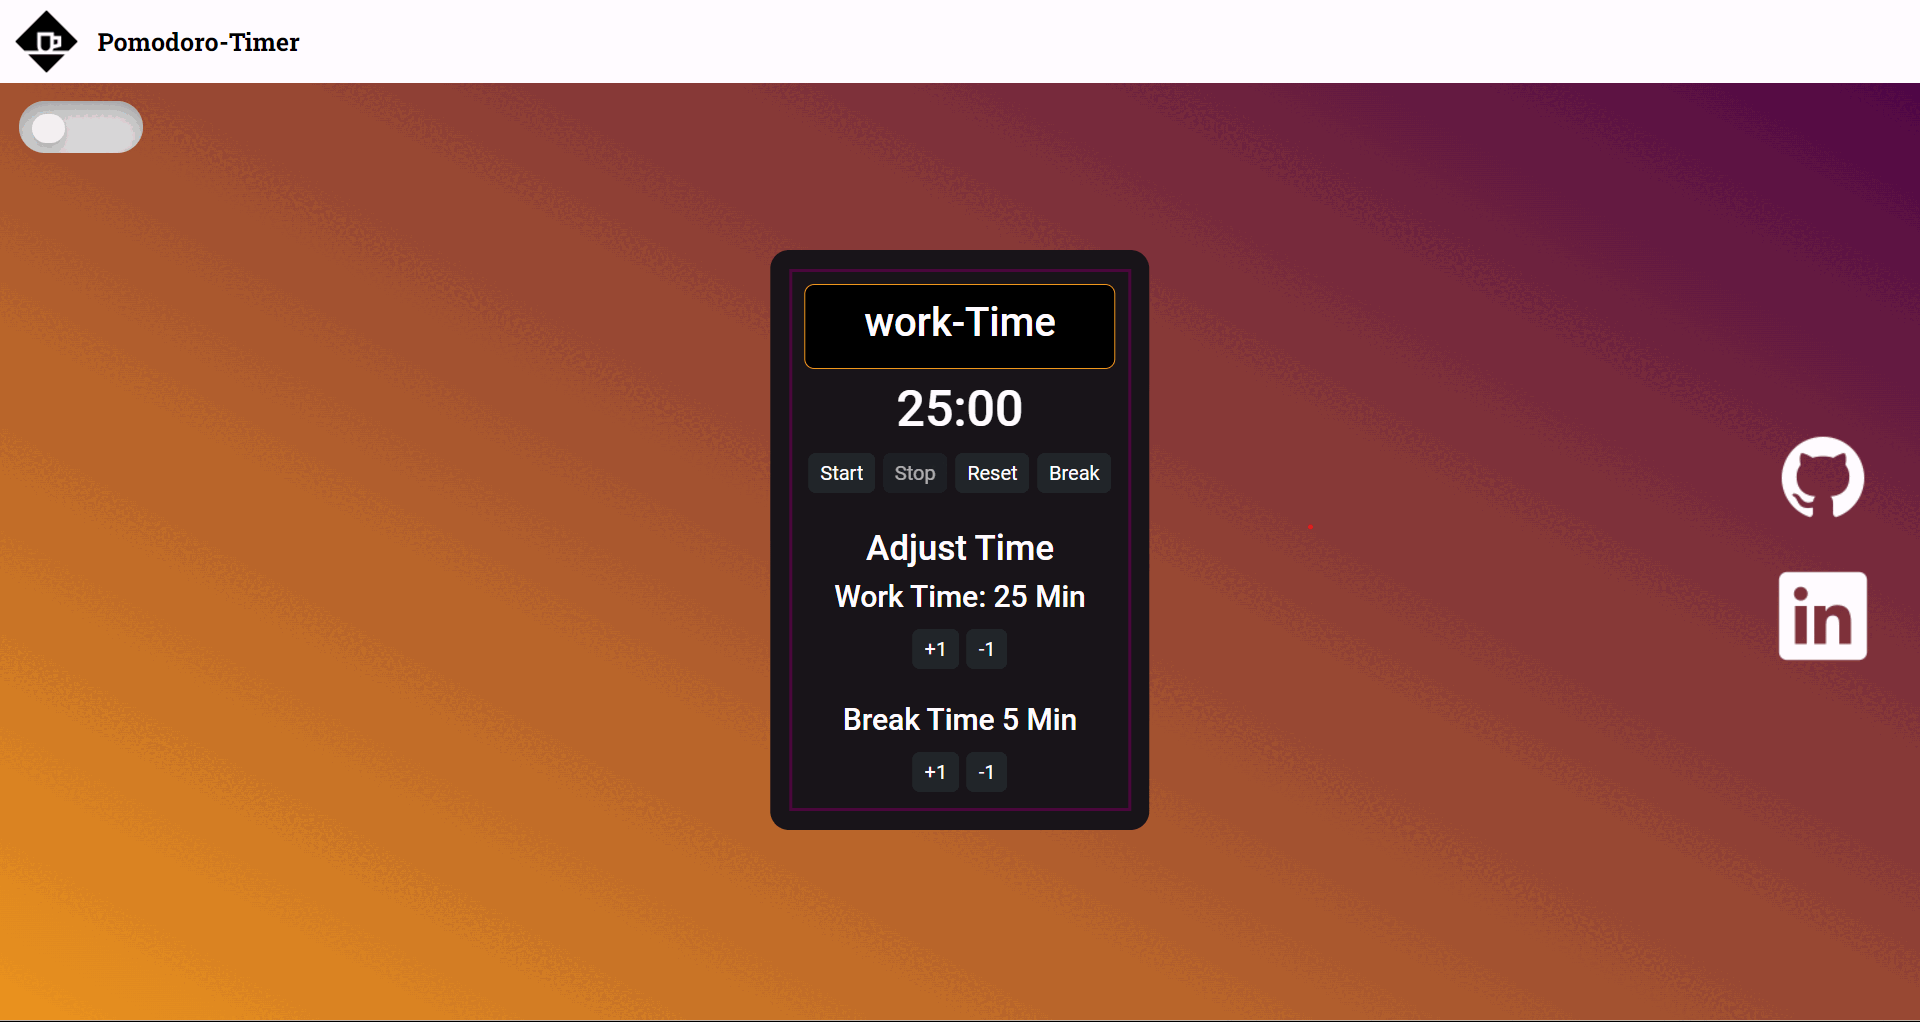 Pomodoro-Timer
work-Time
25:00
Start Stop Reset Break
Adjust Time
Work Time: 25 Min
+1 -1
Break Time 5 Min
+1 -1
in